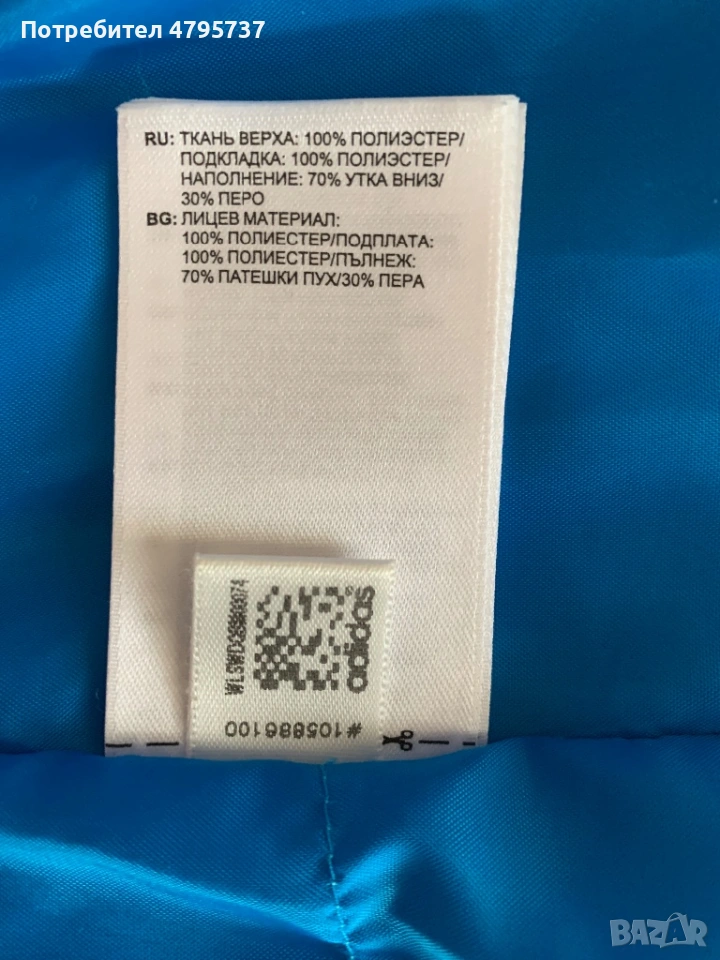 Потребител 4795737
RU: ТКАНЬ ВЕРХА: 100% ПОЛИЭСТЕР/
ПОДКЛАДКА: 100% ПОЛИЭСТЕР/
НАПОЛНЕНИЕ: 70% УТКА ВНИЗ/
30% ПЕРО
BG: ЛИЦЕВ МАТЕРИАЛ:
100% ПОЛИЕСТЕР/ПОДПЛАТА:
100% ПОЛИЕСТЕР/ПЪЛНЕЖ:
70% ПАТЕШКИ ПУХ/30% ПЕРА
adidas
#105886100
BAZAR